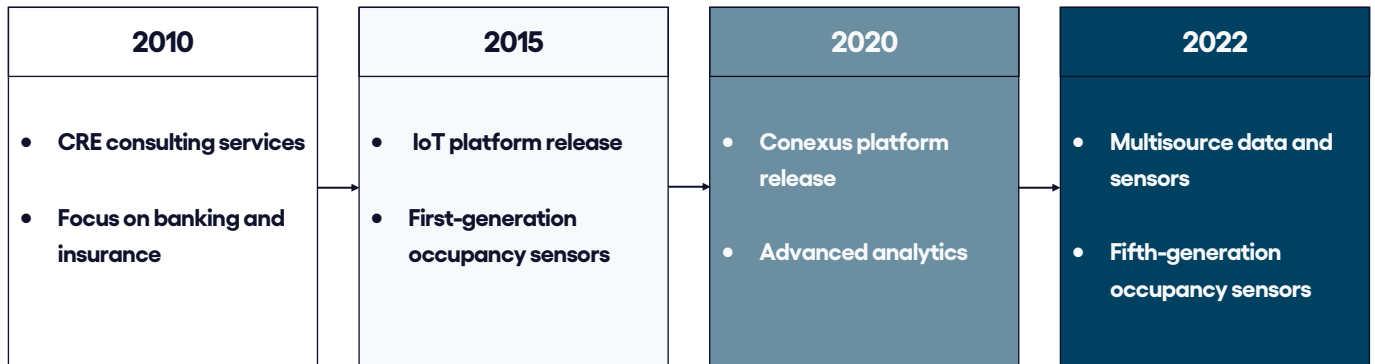 2010
CRE consulting services
Focus on banking and
insurance
2015
IoT platform release
First-generation
occupancy sensors
2020
Conexus platform
release
Advanced analytics
2022
Multisource data and
sensors
Fifth-generation
occupancy sensors